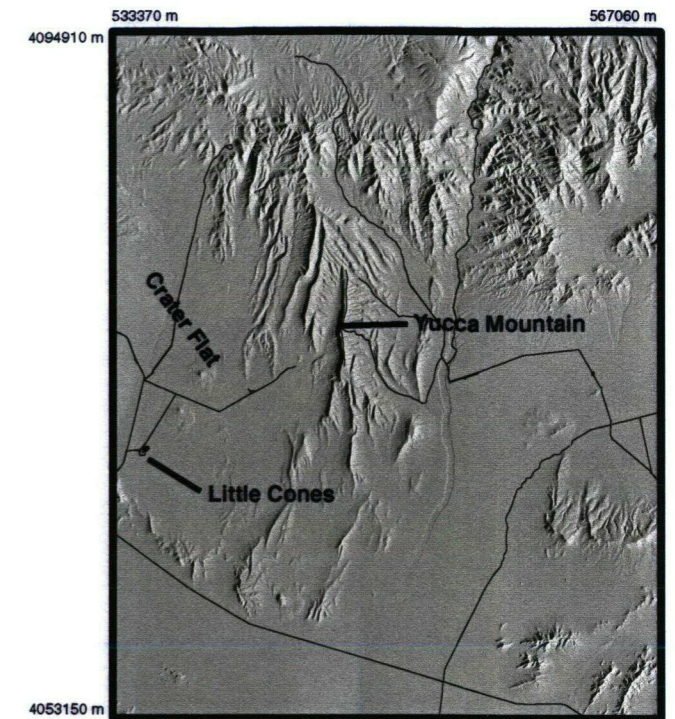 533370 m 567060 m
4094910 m
Crater Flat
Yucca Mountain
Little Cones
4053150 m